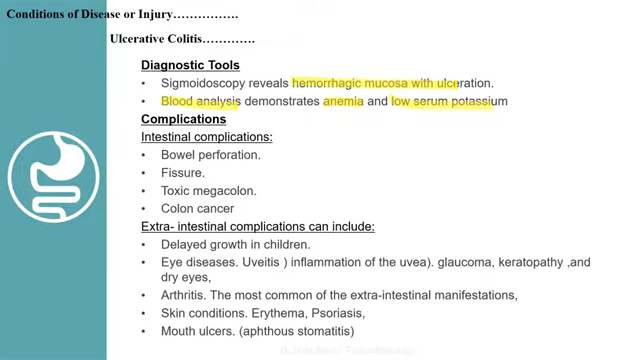 Conditions of Disease or Injury…………….
Ulcerative Colitis………….
Diagnostic Tools
• Sigmoidoscopy reveals hemorrhagic mucosa with ulceration.
• Blood analysis demonstrates anemia and low serum potassium
Complications
Intestinal complications:
• Bowel perforation.
• Fissure.
• Toxic megacolon.
• Colon cancer
Extra- intestinal complications can include:
• Delayed growth in children.
• Eye diseases. Uveitis ) inflammation of the uvea). glaucoma, keratopathy ,and
dry eyes,
• Arthritis. The most common of the extra-intestinal manifestations,
• Skin conditions. Erythema, Psoriasis,
• Mouth ulcers. (aphthous stomatitis)